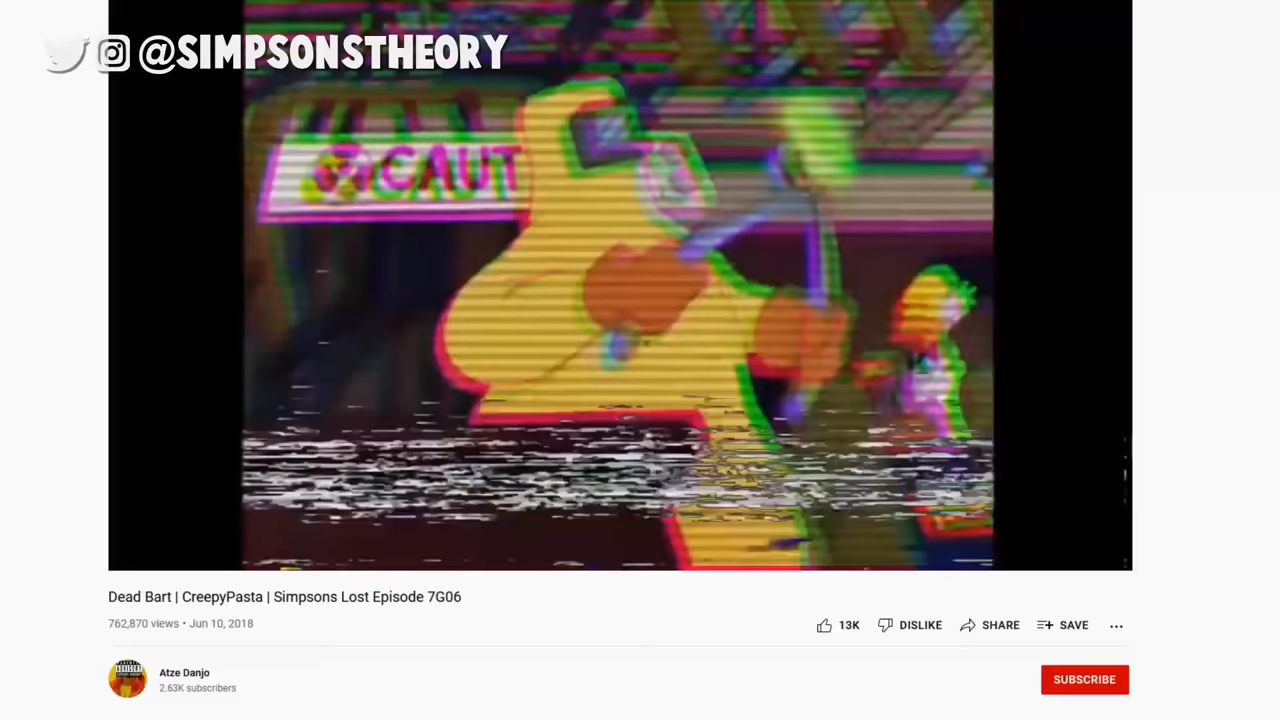 @SIMPSONSTHEORY
CAUT
Dead Bart | CreepyPasta | Simpsons Lost Episode 7G06
762,870 views • Jun 10, 2018
13K DISLIKE SHARE SAVE ...
Atze Danjo
2.63K subscribers
SUBSCRIBE